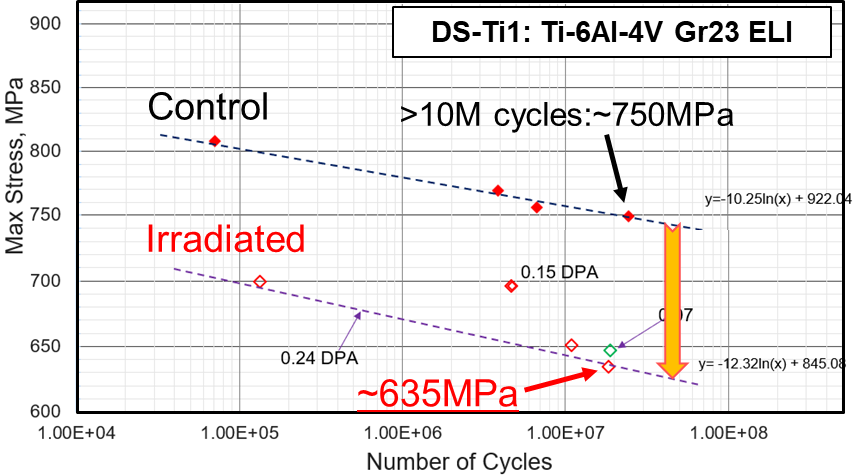 DS-Ti1: Ti-6Al-4V Gr23 ELI
900
850
Control
>10M cycles:~750MPa
800
y=-10.25ln(x) + 922.04
750
Irradiated
0.15 DPA
700
0.24 DPA
650
y= -12.32ln(x) + 845.08
~635MPa
600
1.00E+04
1.00E+05
1.00E+06
1.00E+07
1.00E+08
Number of Cycles
Max Stress, MPa